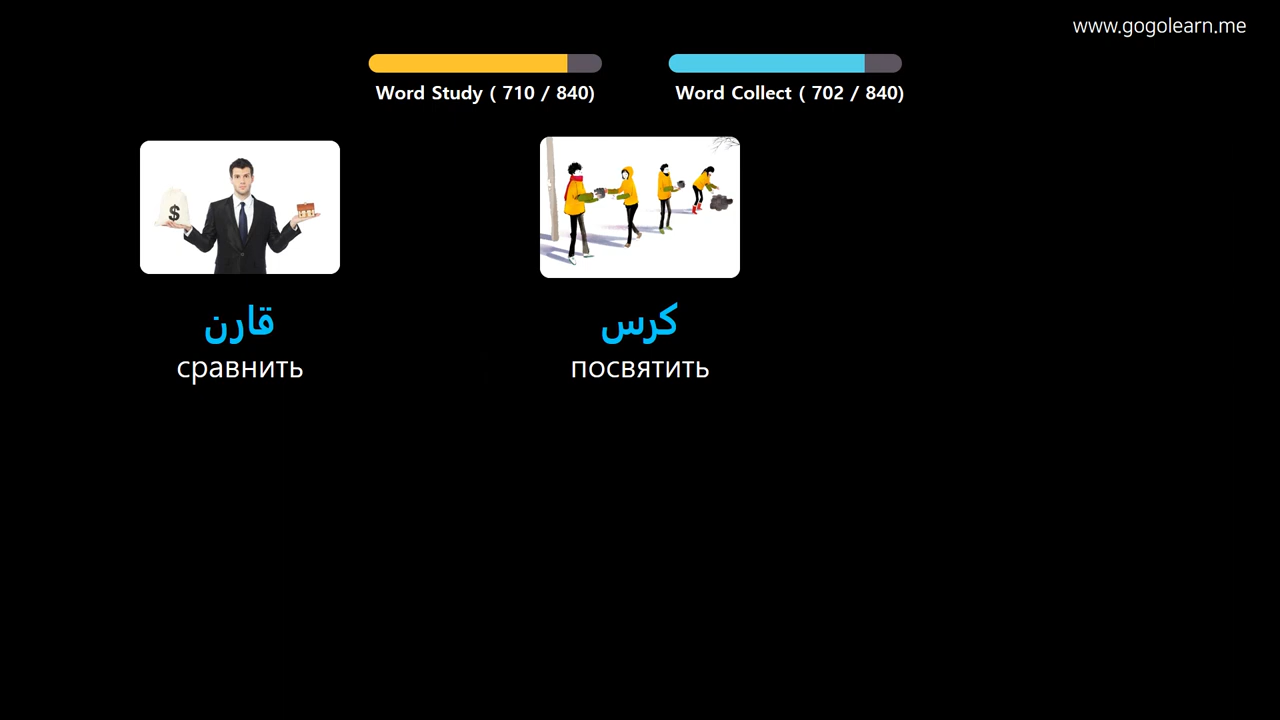 www.gogolearn.me
Word Study ( 710 / 840)
Word Collect ( 702 / 840)
$
قارن
сравнить
كرس
посвятить